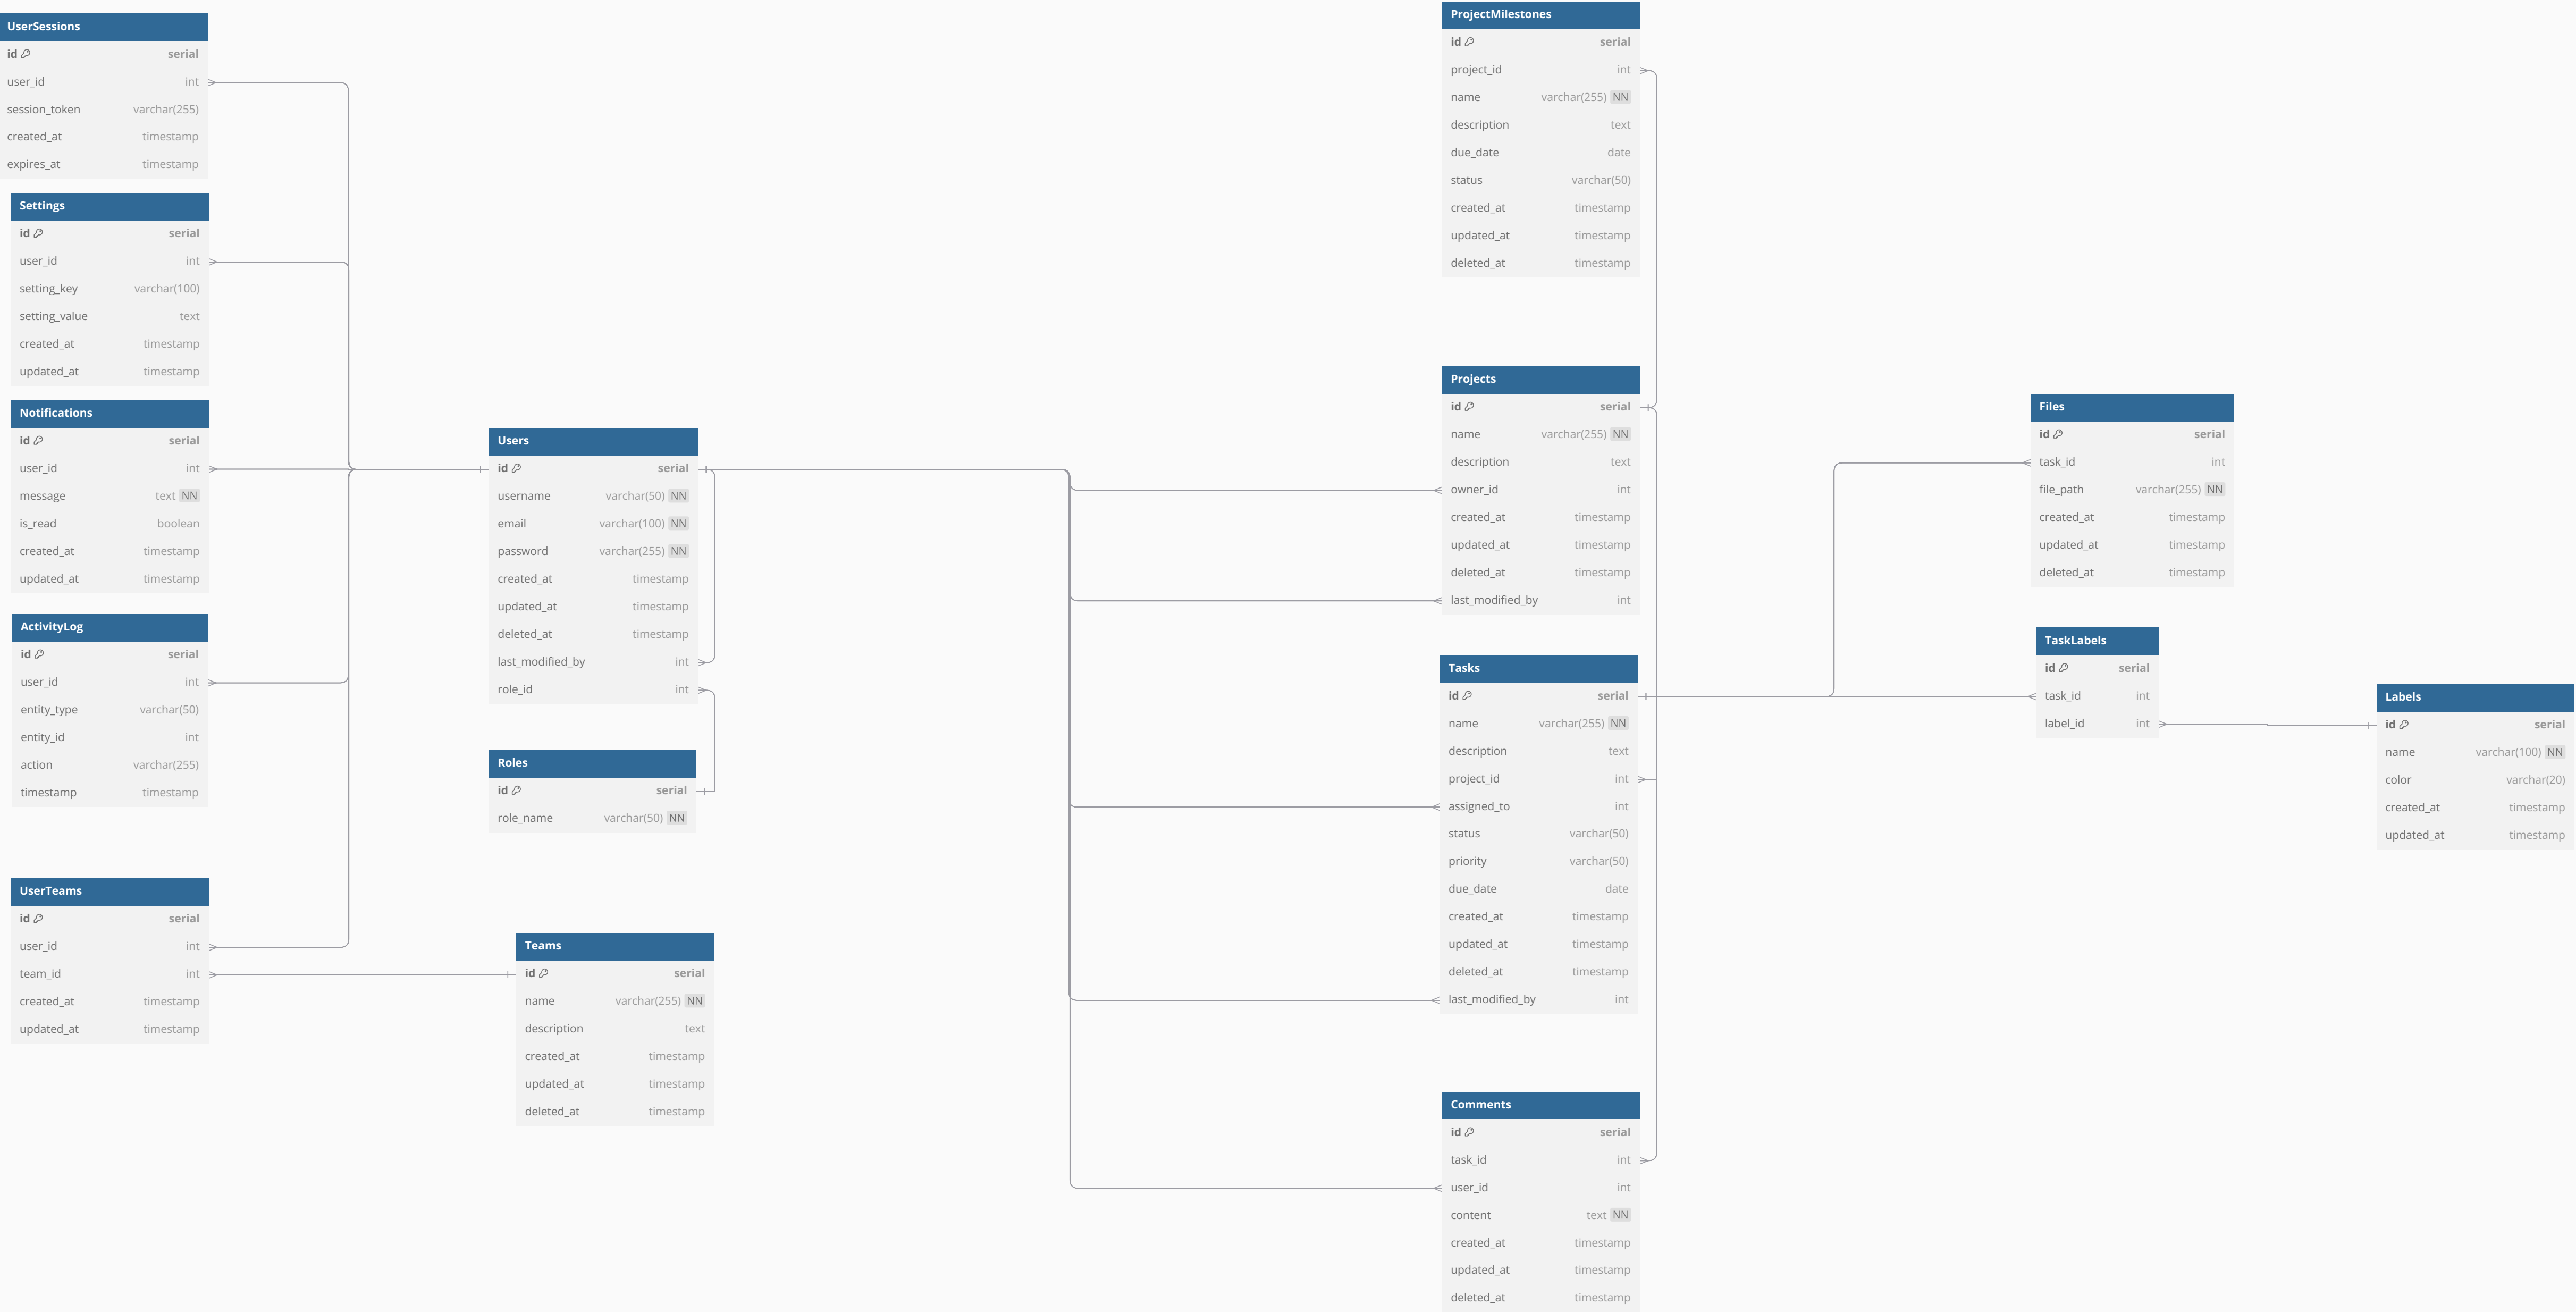 UserSessions
id serial
user_id int
session_token varchar(255)
created_at timestamp
expires_at timestamp
Settings
id serial
user_id int
setting_key varchar(100)
setting_value text
created_at timestamp
updated_at timestamp
Notifications
id serial
user_id int
message text NN
is_read boolean
created_at timestamp
updated_at timestamp
ActivityLog
id serial
user_id int
entity_type varchar(50)
entity_id int
action varchar(255)
timestamp timestamp
UserTeams
id serial
user_id int
team_id int
created_at timestamp
updated_at timestamp
Users
id serial
username varchar(50) NN
email varchar(100) NN
password varchar(255) NN
created_at timestamp
updated_at timestamp
deleted_at timestamp
last_modified_by int
role_id int
Roles
id serial
role_name varchar(50) NN
Teams
id serial
name varchar(255) NN
description text
created_at timestamp
updated_at timestamp
deleted_at timestamp
ProjectMilestones
id serial
project_id int
name varchar(255) NN
description text
due_date date
status varchar(50)
created_at timestamp
updated_at timestamp
deleted_at timestamp
Projects
id serial
name varchar(255) NN
description text
owner_id int
created_at timestamp
updated_at timestamp
deleted_at timestamp
last_modified_by int
Tasks
id serial
name varchar(255) NN
description text
project_id int
assigned_to int
status varchar(50)
priority varchar(50)
due_date date
created_at timestamp
updated_at timestamp
deleted_at timestamp
last_modified_by int
Comments
id serial
task_id int
user_id int
content text NN
created_at timestamp
updated_at timestamp
deleted_at timestamp
Files
id serial
task_id int
file_path varchar(255) NN
created_at timestamp
updated_at timestamp
deleted_at timestamp
TaskLabels
id serial
task_id int
label_id int
Labels
id serial
name varchar(100) NN
color varchar(20)
created_at timestamp
updated_at timestamp